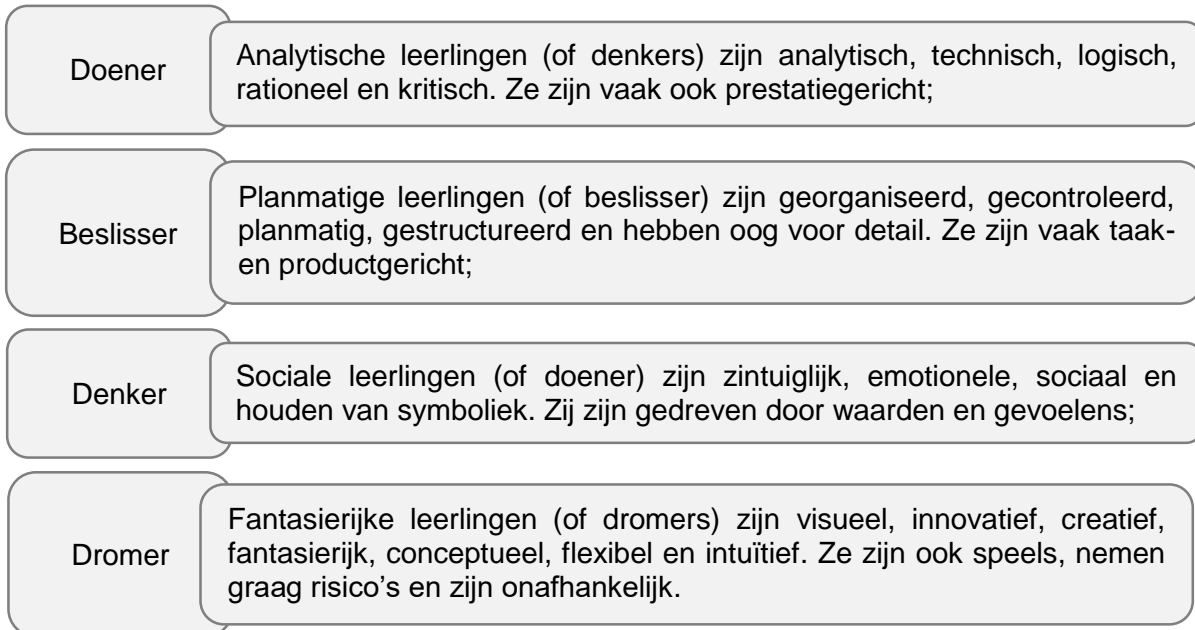 Doener
Analytische leerlingen (of denkers) zijn analytisch, technisch, logisch,
rationeel en kritisch. Ze zijn vaak ook prestatiegericht;
Beslisser
Planmatige leerlingen (of beslisser) zijn georganiseerd, gecontroleerd,
planmatig, gestructureerd en hebben oog voor detail. Ze zijn vaak taak-
en productgericht;
Denker
Sociale leerlingen (of doener) zijn zintuiglijk, emotionele, sociaal en
houden van symboliek. Zij zijn gedreven door waarden en gevoelens;
Dromer
Fantasierijke leerlingen (of dromers) zijn visueel, innovatief, creatief,
fantasierijk, conceptueel, flexibel en intuïtief. Ze zijn ook speels, nemen
graag risico’s en zijn onafhankelijk.